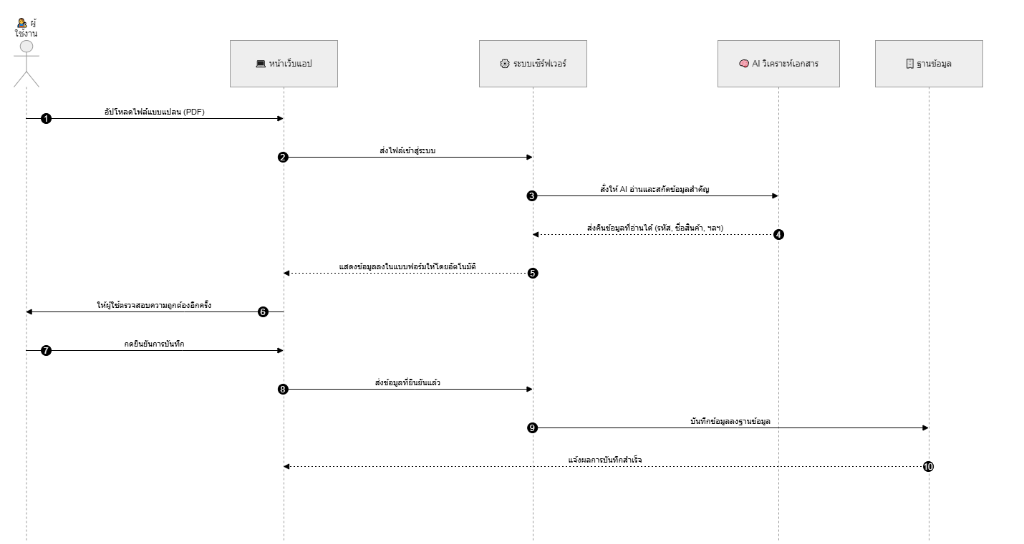 ผู้
ใช้งาน
หน้าเว็บแอป
ระบบเซิร์ฟเวอร์
AI วิเคราะห์เอกสาร
ฐานข้อมูล
1
อัปโหลดไฟล์แบบแปลน (PDF)
2
ส่งไฟล์เข้าสู่ระบบ
3
สั่งให้ AI อ่านและสกัดข้อมูลสำคัญ
ส่งคืนข้อมูลที่อ่านได้ (รหัส, ชื่อสินค้า, ฯลฯ)
4
แสดงข้อมูลลงในแบบฟอร์มให้โดยอัตโนมัติ
5
ให้ผู้ใช้ตรวจสอบความถูกต้องอีกครั้ง
6
7
กดยืนยันการบันทึก
8
ส่งข้อมูลที่ยืนยันแล้ว
9
บันทึกข้อมูลลงฐานข้อมูล
แจ้งผลการบันทึกสำเร็จ
10